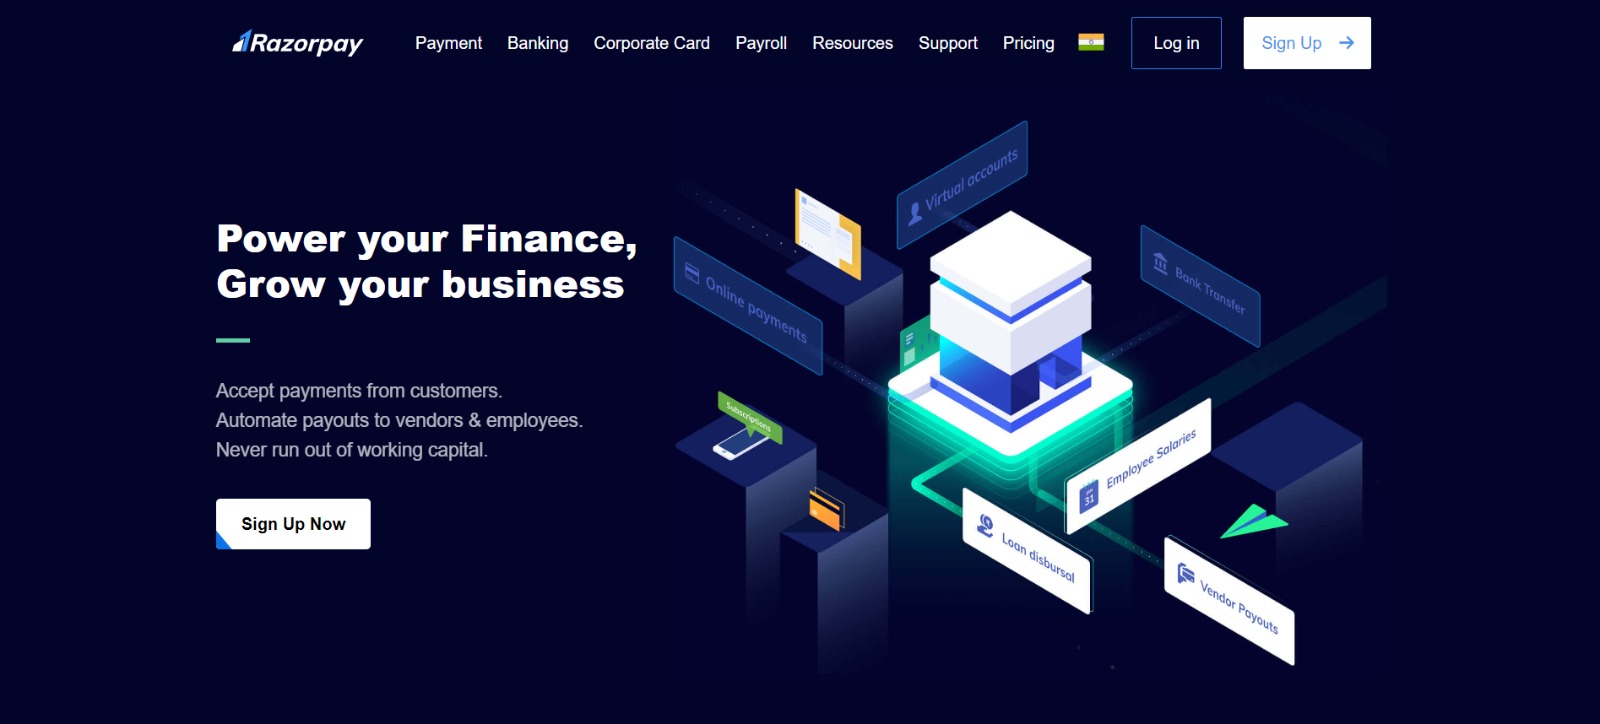 Razorpay
Payment
Banking
Corporate Card
Payroll
Resources
Support
Pricing
Log in
Sign Up
Power your Finance,
Grow your business
Accept payments from customers.
Automate payouts to vendors & employees.
Never run out of working capital.
Sign Up Now
Virtual accounts
Online payments
Bank Transfer
Subscriptions
Employee Salaries
31
Loan disbursal
Vendor Payouts